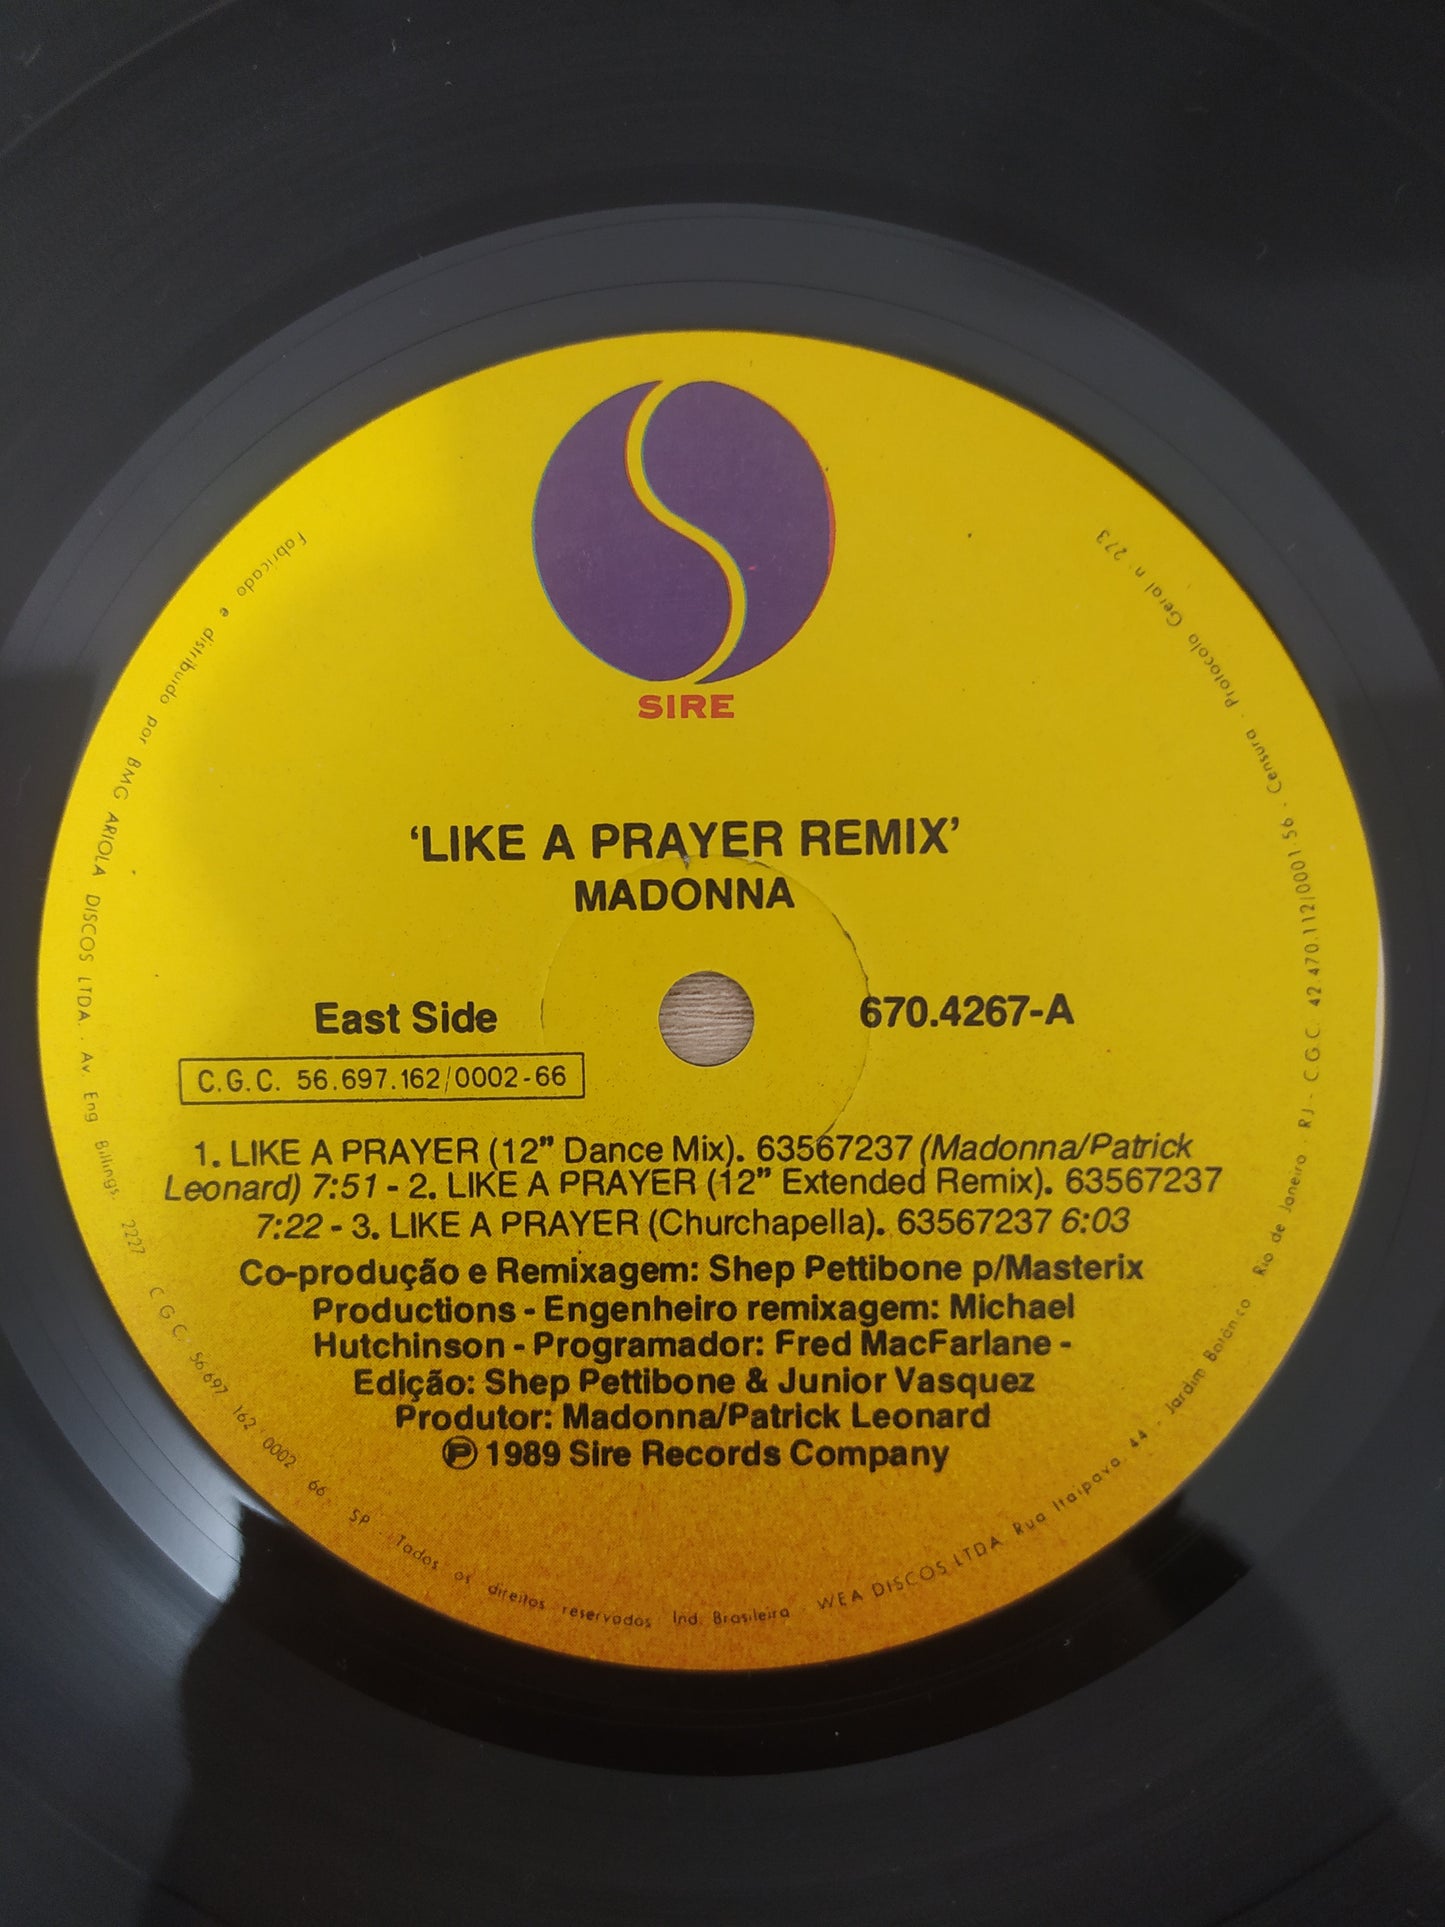 SIRE
'LIKE A PRAYER REMIX'
MADONNA
East Side
670.4267-A
C.G.C. 56.697.162/0002-66
1. LIKE A PRAYER (12” Dance Mix). 63567237 (Madonna/Patrick
Leonard) 7:51 - 2. LIKE A PRAYER (12” Extended Remix). 63567237
7:22 - 3. LIKE A PRAYER (Churchapella). 63567237 6:03
Co-produção e Remixagem: Shep Pettibone p/Masterix
Productions - Engenheiro remixagem: Michael
Hutchinson - Programador: Fred MacFarlane -
Edição: Shep Pettibone & Junior Vasquez
Produtor: Madonna/Patrick Leonard
Ⓟ 1989 Sire Records Company
Fabricado e distribuido por BMG ARIOLA DISCOS LTDA. Av. Eng Billings 2227 C G C. 56 697 162 0002 66 SP Todos os direitos reservados Ind. Brasileira - WEA DISCOS LTDA Rua Itaipava 44 - Jardim Botânico Rio de Janeiro - RJ - C.G.C. 42.470.112/0001 56 - Censura - Protocolo Geral n° 273